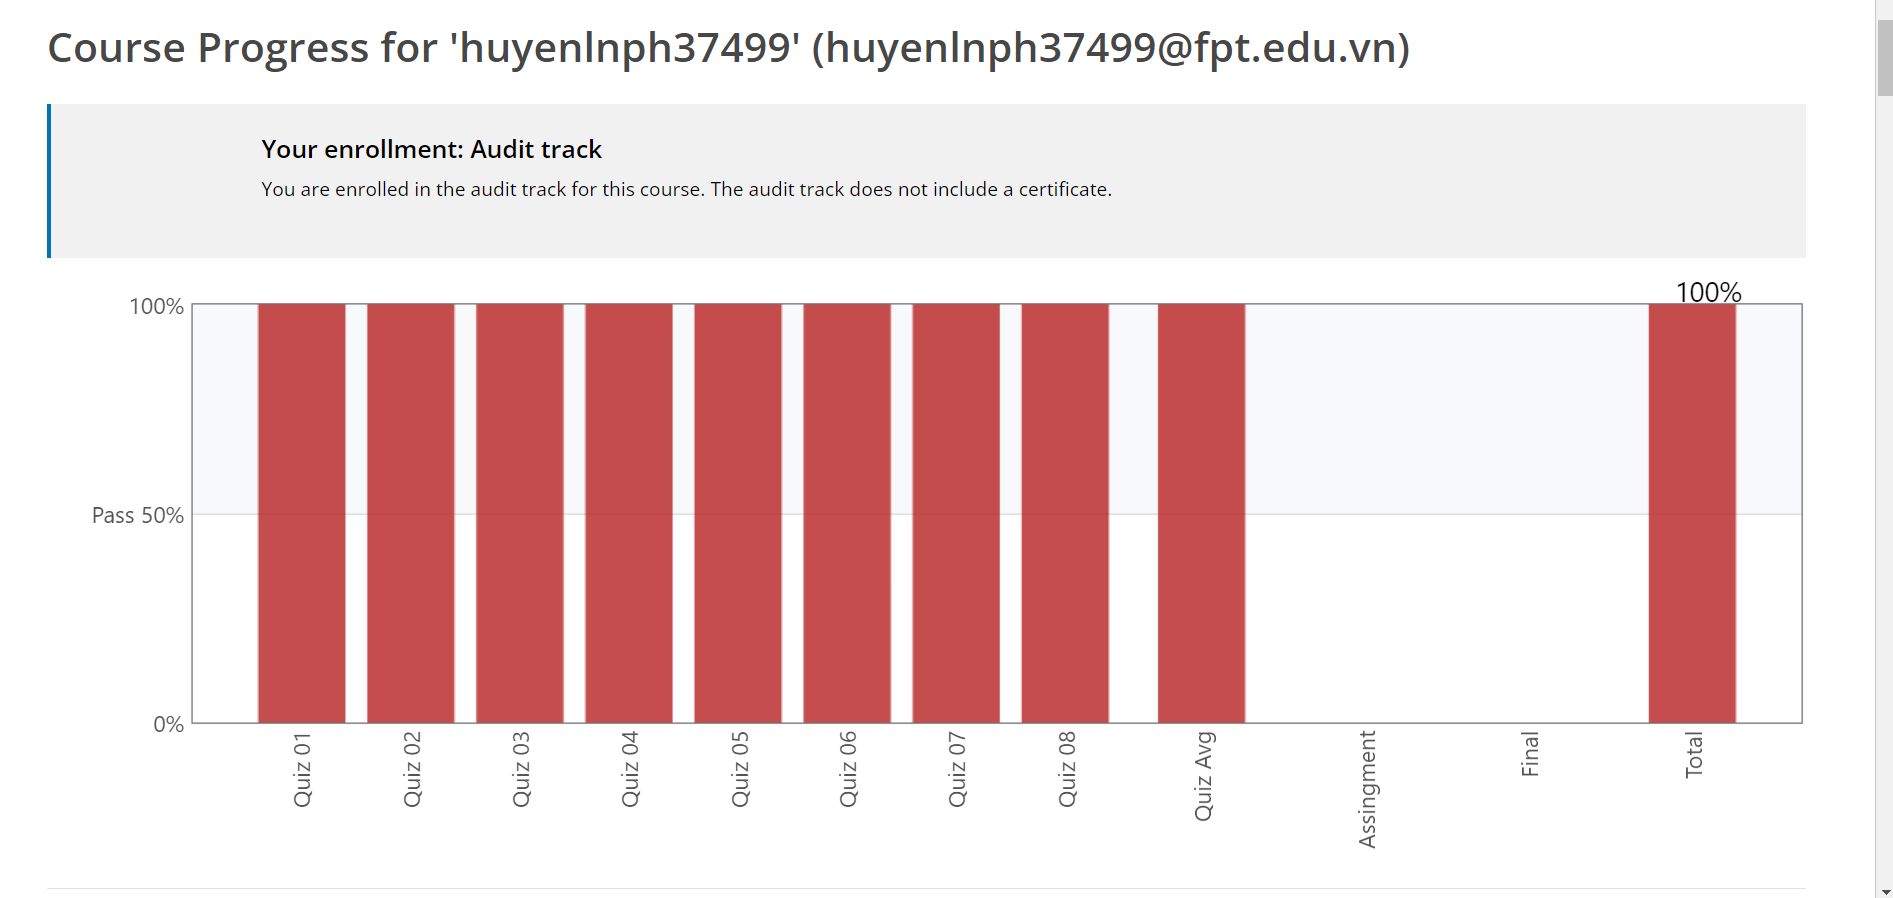 Course Progress for 'huyenlnph37499' (huyenlnph37499@fpt.edu.vn)
Your enrollment: Audit track
You are enrolled in the audit track for this course. The audit track does not include a certificate.
100%
100%
Pass 50%
0%
Quiz 01
Quiz 02
Quiz 03
Quiz 04
Quiz 05
Quiz 06
Quiz 07
Quiz 08
Quiz Avg
Assingment
Final
Total